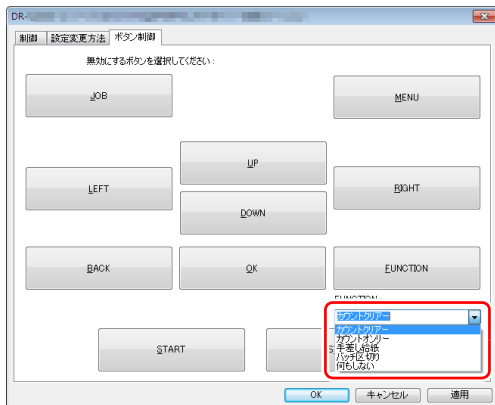 DR-
制御 設定変更方法 ボタン制御
無効にするボタンを選択してください:
JOB
MENU
UP
LEFT
RIGHT
DOWN
BACK
OK
FUNCTION
FUNCTION:
カウントクリアー
カウントクリアー
カウントオンリー
手差し給紙
バッチ区切り
何もしない
START
S
OK キャンセル 適用